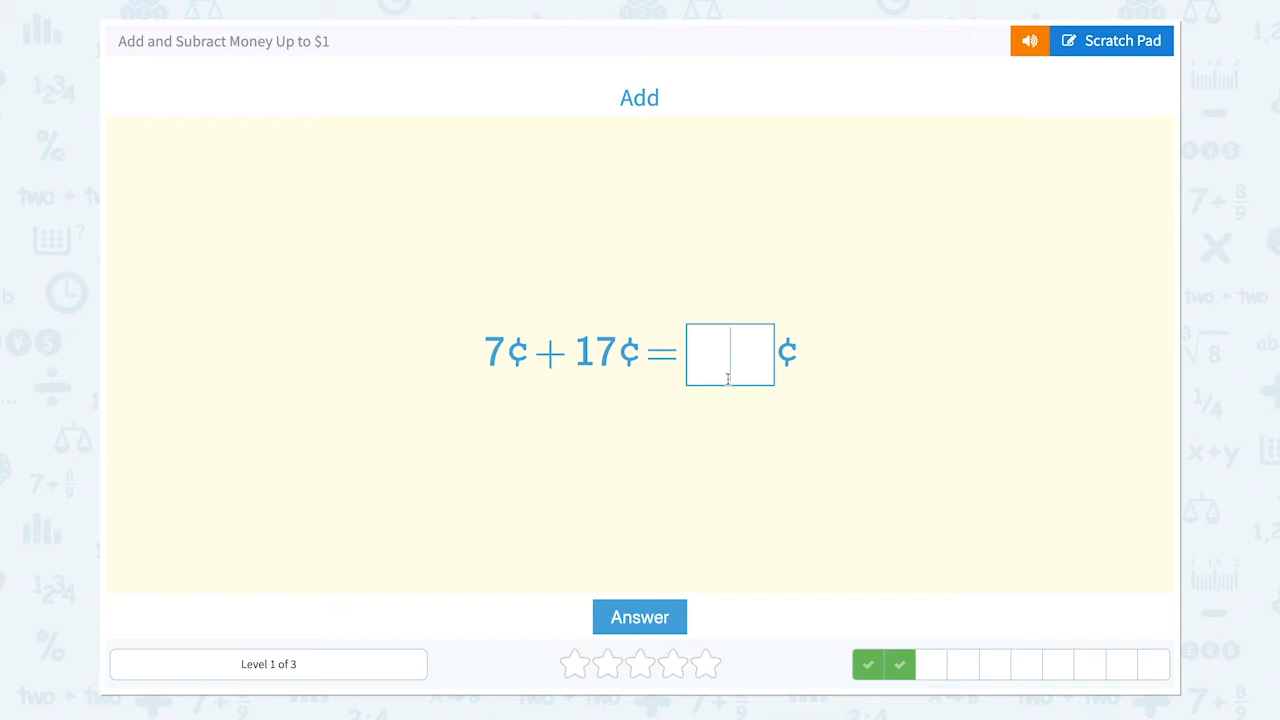 Add and Subract Money Up to $1
Scratch Pad
Add
7¢ + 17¢ = ¢
Answer
Level 1 of 3